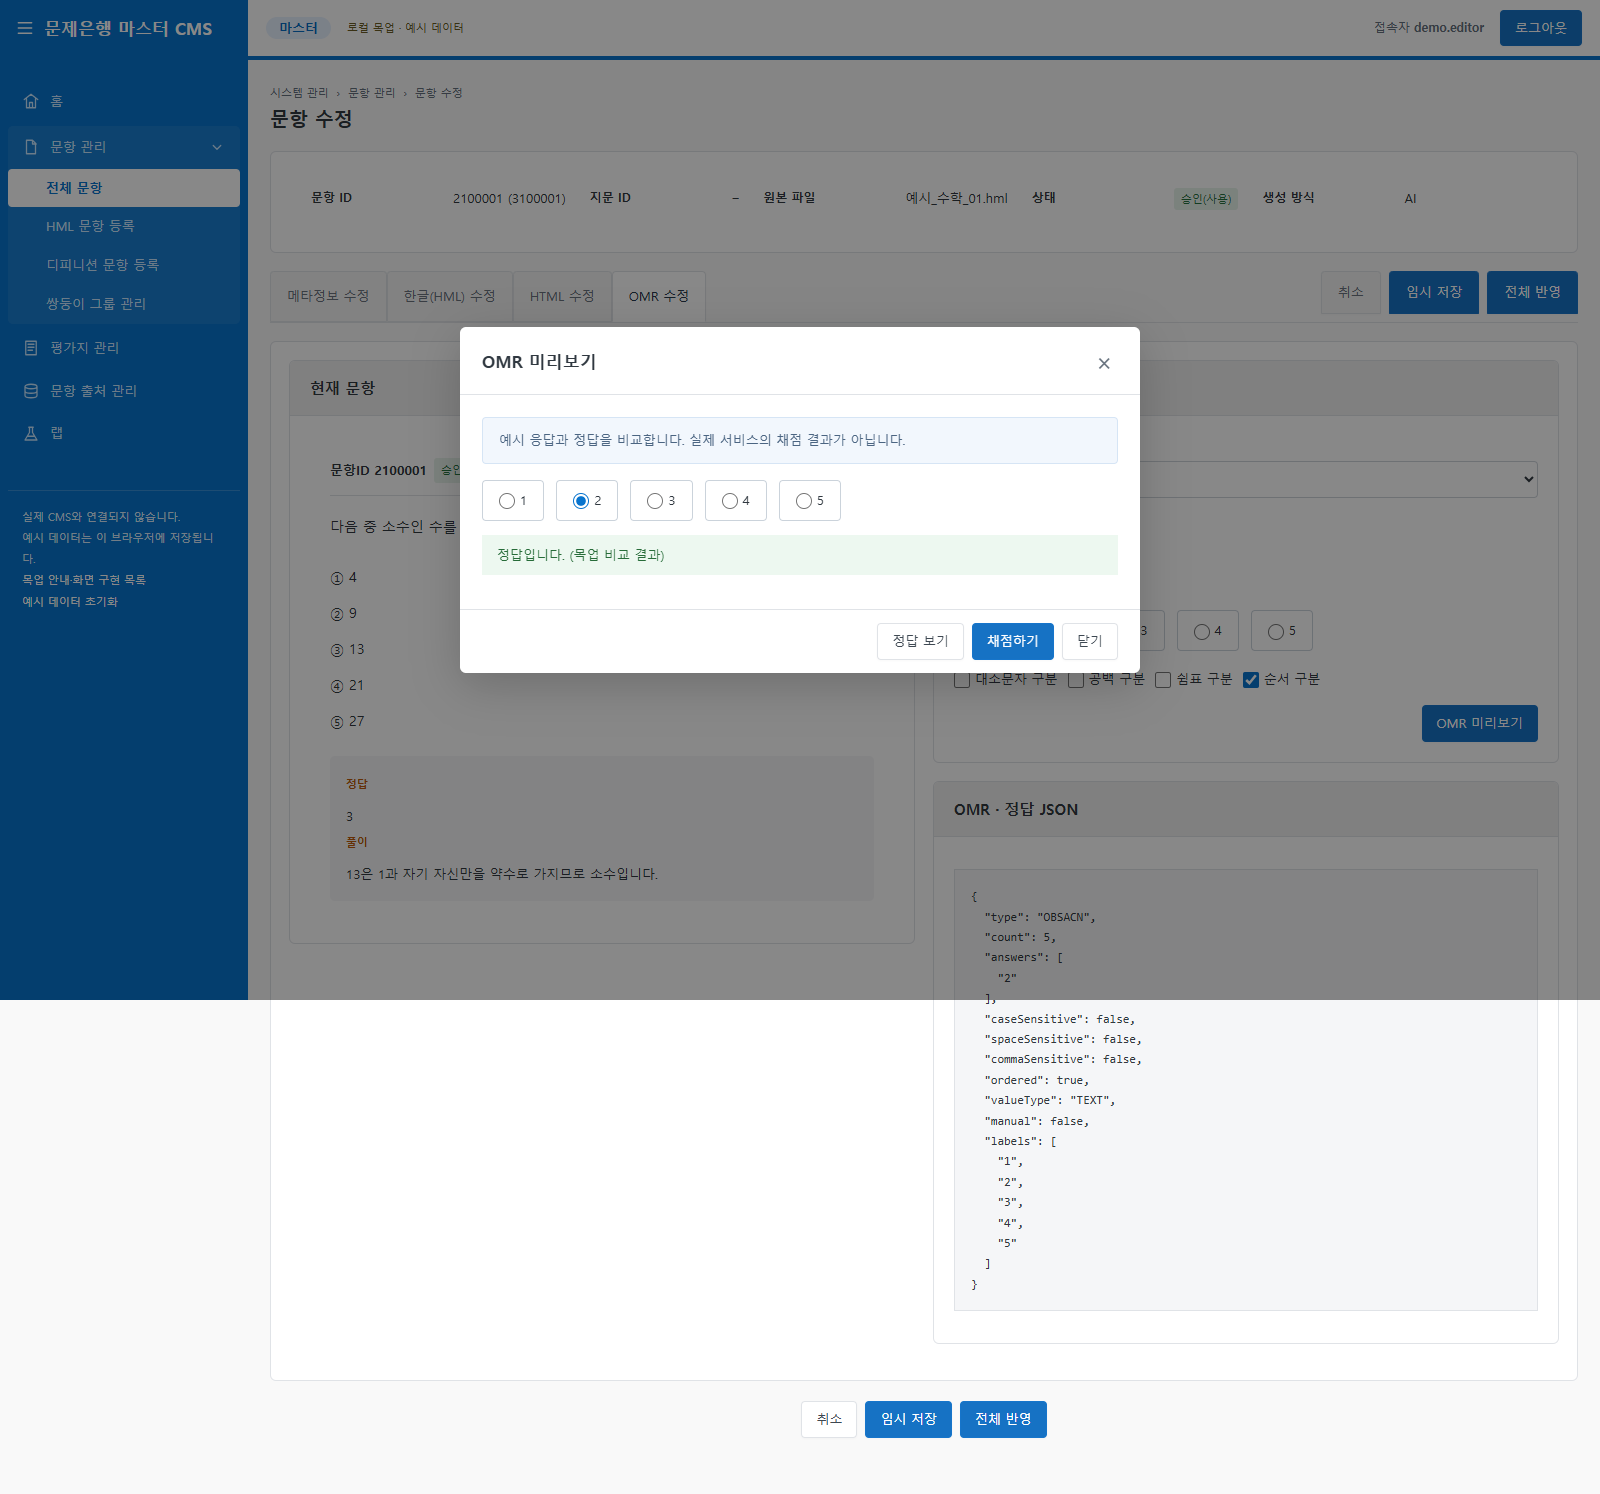 문제은행 마스터 CMS
마스터
로컬 목업 · 예시 데이터
접속자 demo.editor
로그아웃
홈
문항 관리
전체 문항
HML 문항 등록
디피니션 문항 등록
쌍둥이 그룹 관리
평가지 관리
문항 출처 관리
랩
실제 CMS와 연결되지 않습니다.
예시 데이터는 이 브라우저에 저장됩니
다.
목업 안내·화면 구현 목록
예시 데이터 초기화
시스템 관리 › 문항 관리 › 문항 수정
문항 수정
문항 ID 2100001 (3100001) 지문 ID – 원본 파일 예시_수학_01.hml 상태 승인(사용) 생성 방식 AI
메타정보 수정 한글(HML) 수정 HTML 수정 OMR 수정
취소 임시 저장 전체 반영
OMR 미리보기
예시 응답과 정답을 비교합니다. 실제 서비스의 채점 결과가 아닙니다.
1 2 3 4 5
정답입니다. (목업 비교 결과)
정답 보기 채점하기 닫기
현재 문항
문항ID 2100001 승인
다음 중 소수인 수를
① 4
② 9
③ 13
④ 21
⑤ 27
정답
3
풀이
13은 1과 자기 자신만을 약수로 가지므로 소수입니다.
3 4 5
대소문자 구분 공백 구분 쉼표 구분 순서 구분
OMR 미리보기
OMR · 정답 JSON
{
"type": "OBSACN",
"count": 5,
"answers": [
"2"
],
"caseSensitive": false,
"spaceSensitive": false,
"commaSensitive": false,
"ordered": true,
"valueType": "TEXT",
"manual": false,
"labels": [
"1",
"2",
"3",
"4",
"5"
]
}
취소 임시 저장 전체 반영